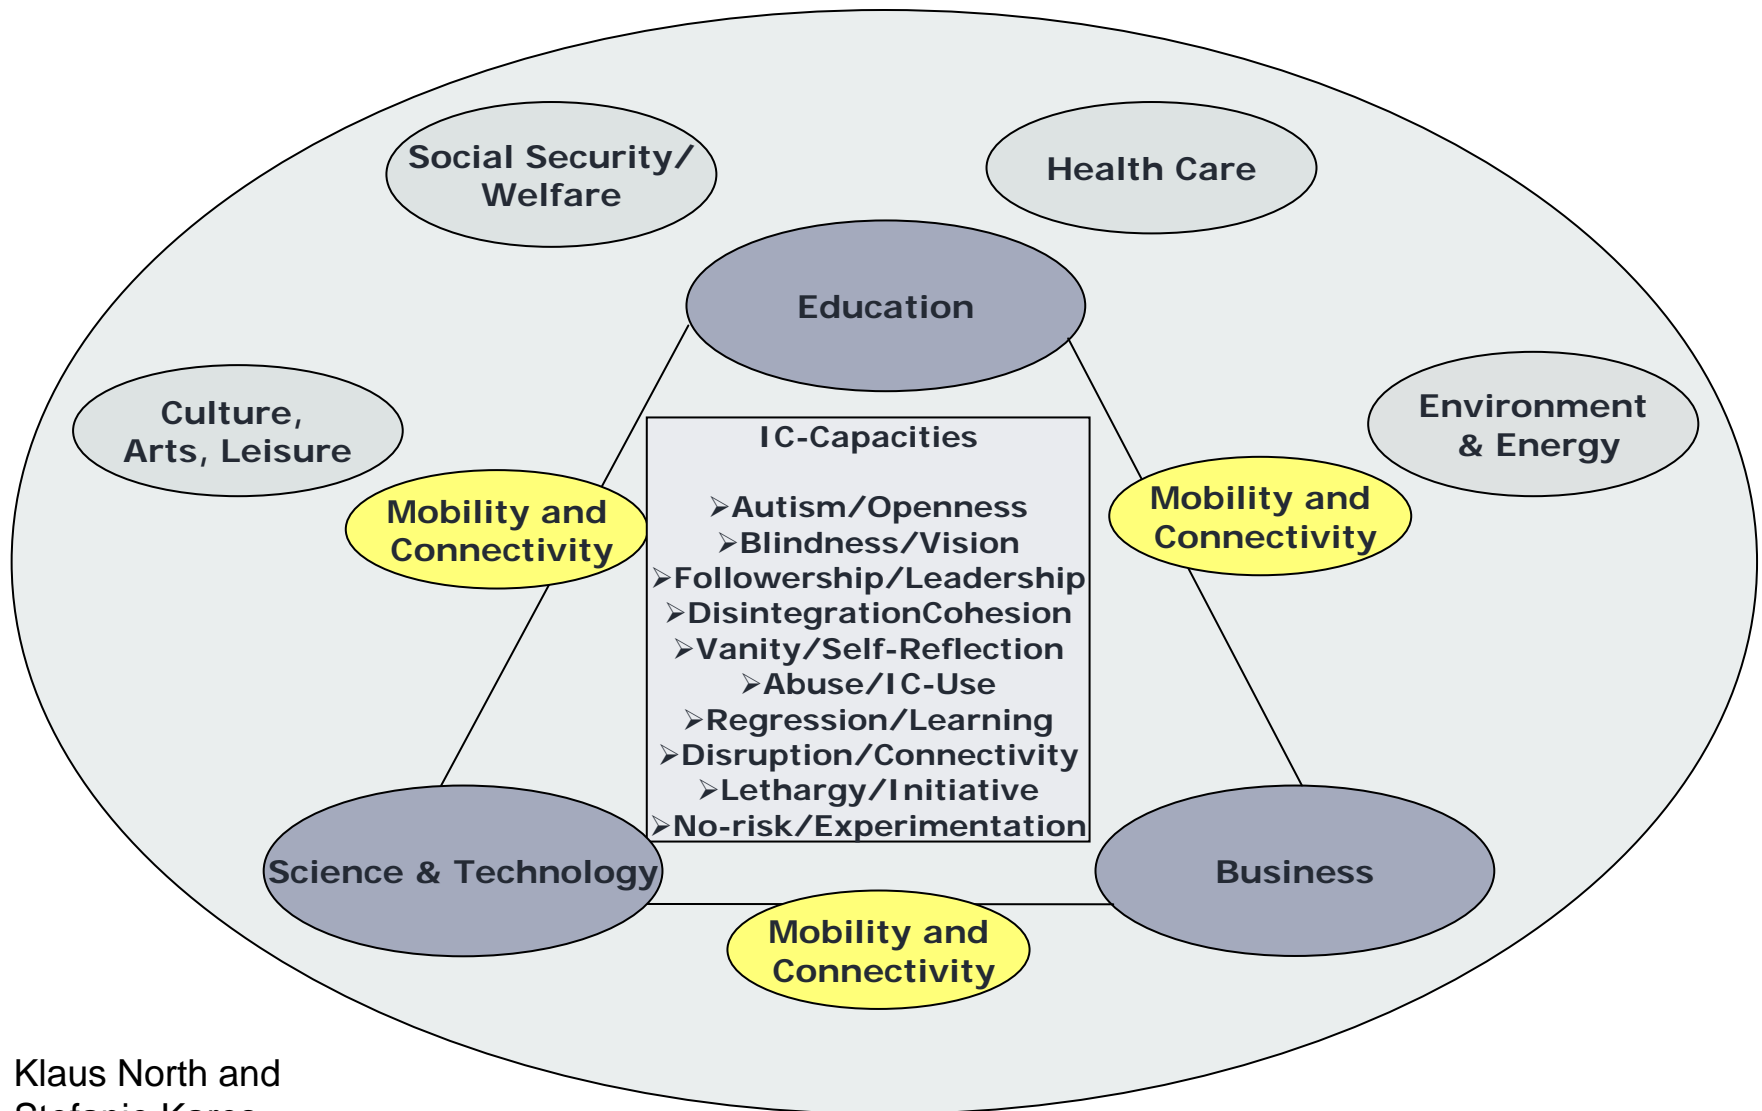 Social Security/
Welfare
Health Care
Education
Culture,
Arts, Leisure
Environment
& Energy
Mobility and
Connectivity
Mobility and
Connectivity
IC-Capacities
➢Autism/Openness
➢Blindness/Vision
➢Followership/Leadership
➢DisintegrationCohesion
➢Vanity/Self-Reflection
➢Abuse/IC-Use
➢Regression/Learning
➢Disruption/Connectivity
➢Lethargy/Initiative
➢No-risk/Experimentation
Science & Technology
Business
Mobility and
Connectivity
Klaus North and
Stefanie Kares